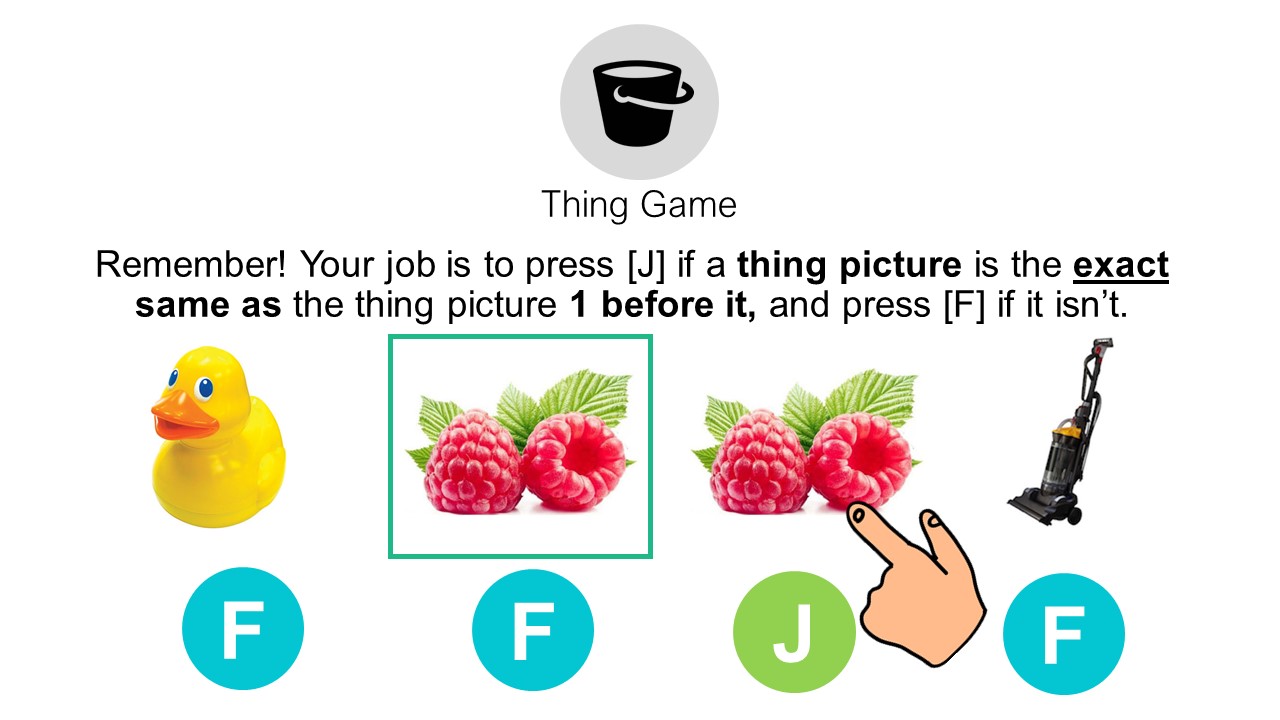 Thing Game
Remember! Your job is to press [J] if a thing picture is the exact
same as the thing picture 1 before it, and press [F] if it isn’t.
F F J F